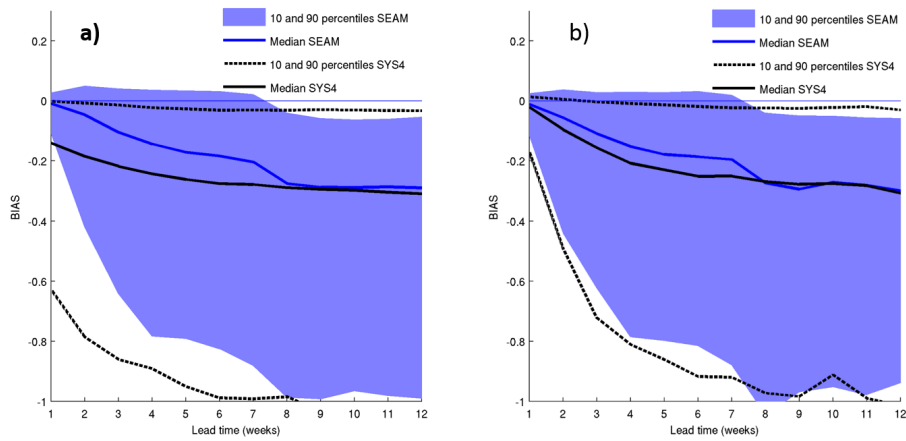 a)
10 and 90 percentiles SEAM
Median SEAM
10 and 90 percentiles SYS4
Median SYS4
0.2
0
-0.2
-0.4
-0.6
-0.8
-1
BIAS
1 2 3 4 5 6 7 8 9 10 11 12
Lead time (weeks)
b)
10 and 90 percentiles SEAM
Median SEAM
10 and 90 percentiles SYS4
Median SYS4
0.2
0
-0.2
-0.4
-0.6
-0.8
-1
BIAS
1 2 3 4 5 6 7 8 9 10 11 12
Lead time (weeks)